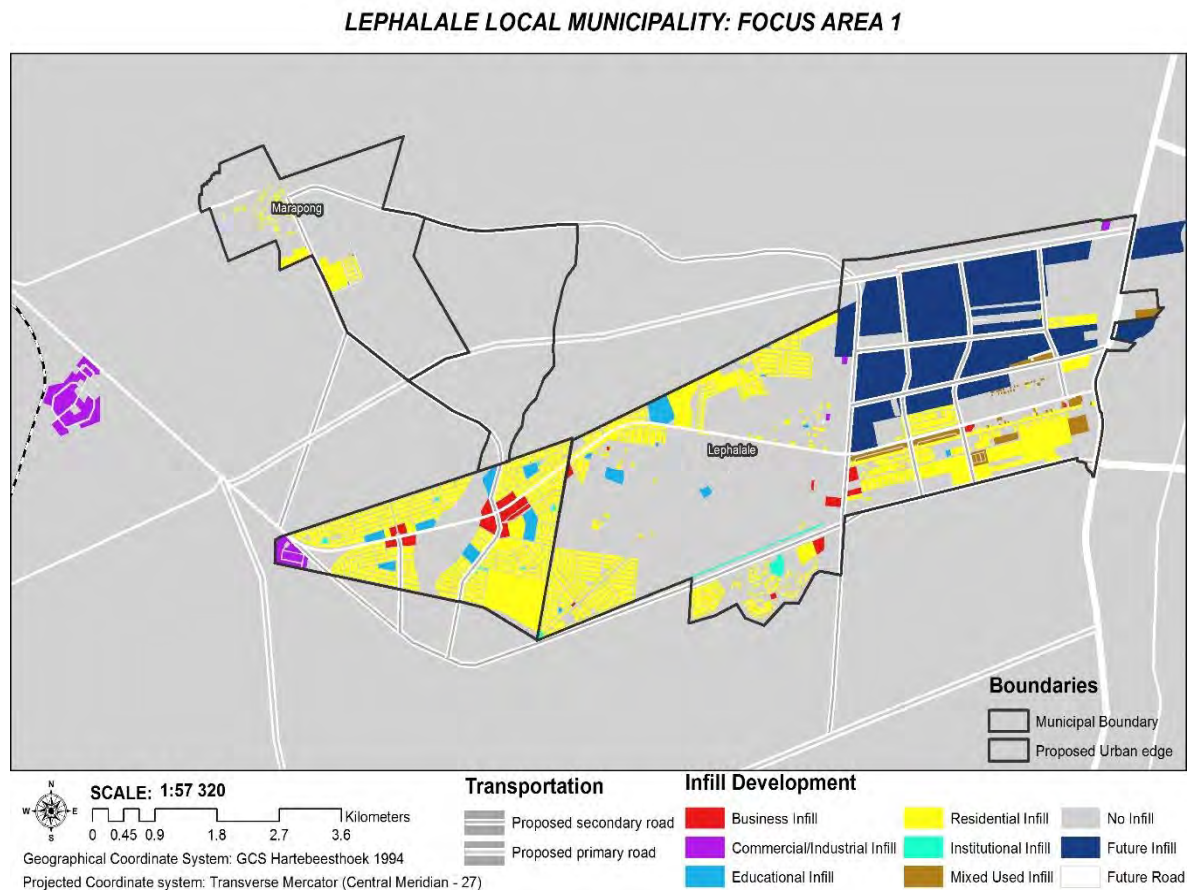 LEPHALALE LOCAL MUNICIPALITY: FOCUS AREA 1
Marapong
Lephalale
Boundaries
Municipal Boundary
Proposed Urban edge
N
W E
S
SCALE: 1:57 320
0 0.45 0.9 1.8 2.7 3.6 Kilometers
Geographical Coordinate System: GCS Hartebeesthoek 1994
Projected Coordinate system: Transverse Mercator (Central Meridian - 27)
Transportation
Proposed secondary road
Proposed primary road
Infill Development
Business Infill
Commercial/Industrial Infill
Educational Infill
Residential Infill
Institutional Infill
Mixed Used Infill
No Infill
Future Infill
Future Road